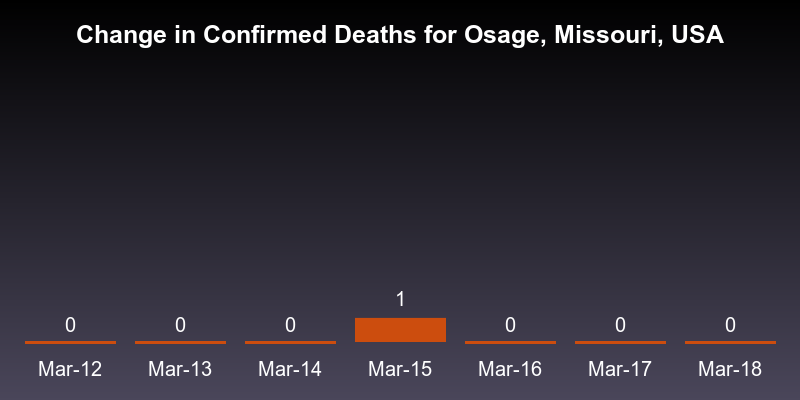 Change in Confirmed Deaths for Osage, Missouri, USA
1
0 0 0 0 0 0
Mar-12 Mar-13 Mar-14 Mar-15 Mar-16 Mar-17 Mar-18